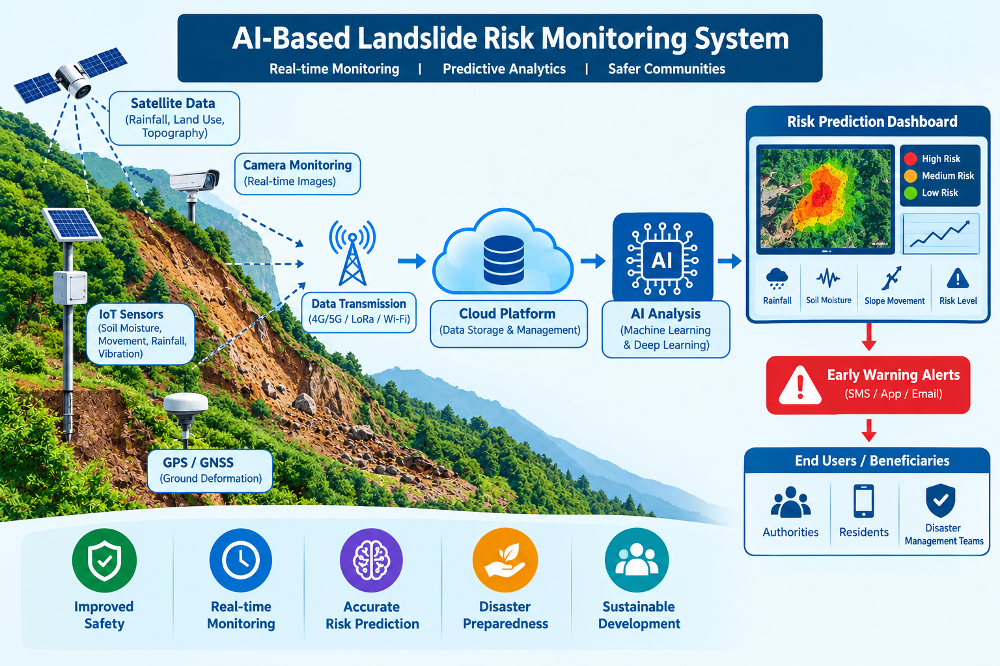 AI-Based Landslide Risk Monitoring System
Real-time Monitoring | Predictive Analytics | Safer Communities
Satellite Data
(Rainfall, Land Use,
Topography)
Camera Monitoring
(Real-time Images)
IoT Sensors
(Soil Moisture,
Movement, Rainfall,
Vibration)
GPS / GNSS
(Ground Deformation)
Data Transmission
(4G/5G / LoRa / Wi-Fi)
Cloud Platform
(Data Storage & Management)
AI
AI Analysis
(Machine Learning
& Deep Learning)
Risk Prediction Dashboard
High Risk
Medium Risk
Low Risk
Rainfall
Soil Moisture
Slope Movement
Risk Level
Early Warning Alerts
(SMS / App / Email)
End Users / Beneficiaries
Authorities
Residents
Disaster
Management Teams
Improved
Safety
Real-time
Monitoring
Accurate
Risk Prediction
Disaster
Preparedness
Sustainable
Development